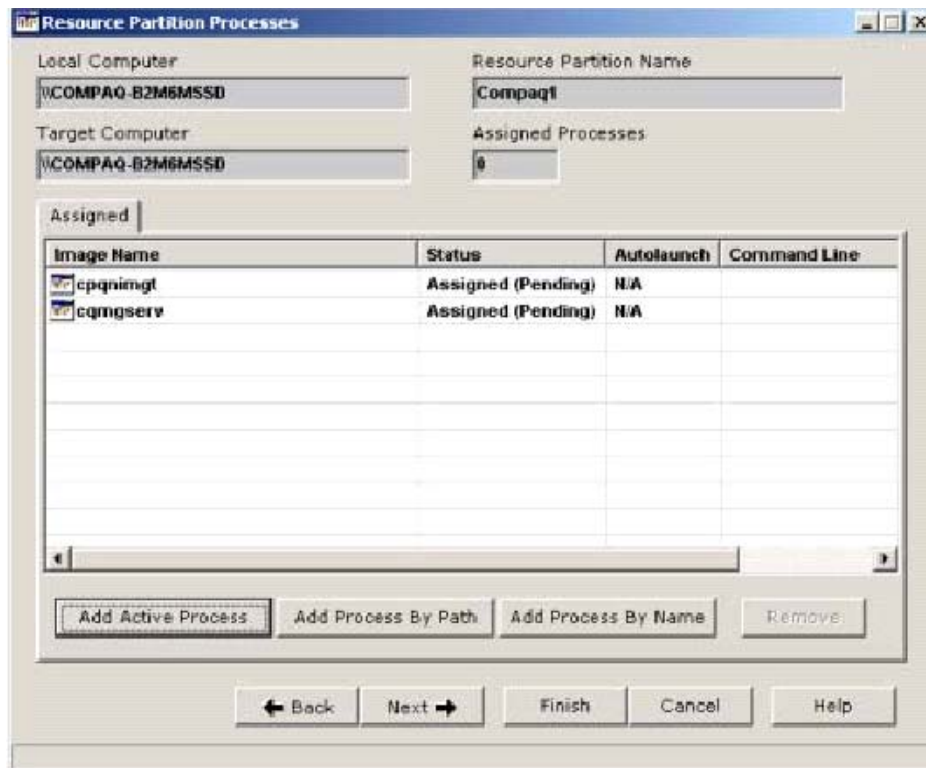 Resource Partition Processes
Local Computer
\\COMPAQ-B2M6MSSD
Resource Partition Name
Compaq1
Target Computer
\\COMPAQ-B2M6MSSD
Assigned Processes
0
Assigned
Image Name Status Autolaunch Command Line
cpqnimgt Assigned (Pending) N/A
cqmgserv Assigned (Pending) N/A
Add Active Process Add Process By Path Add Process By Name Remove
Back Next Finish Cancel Help